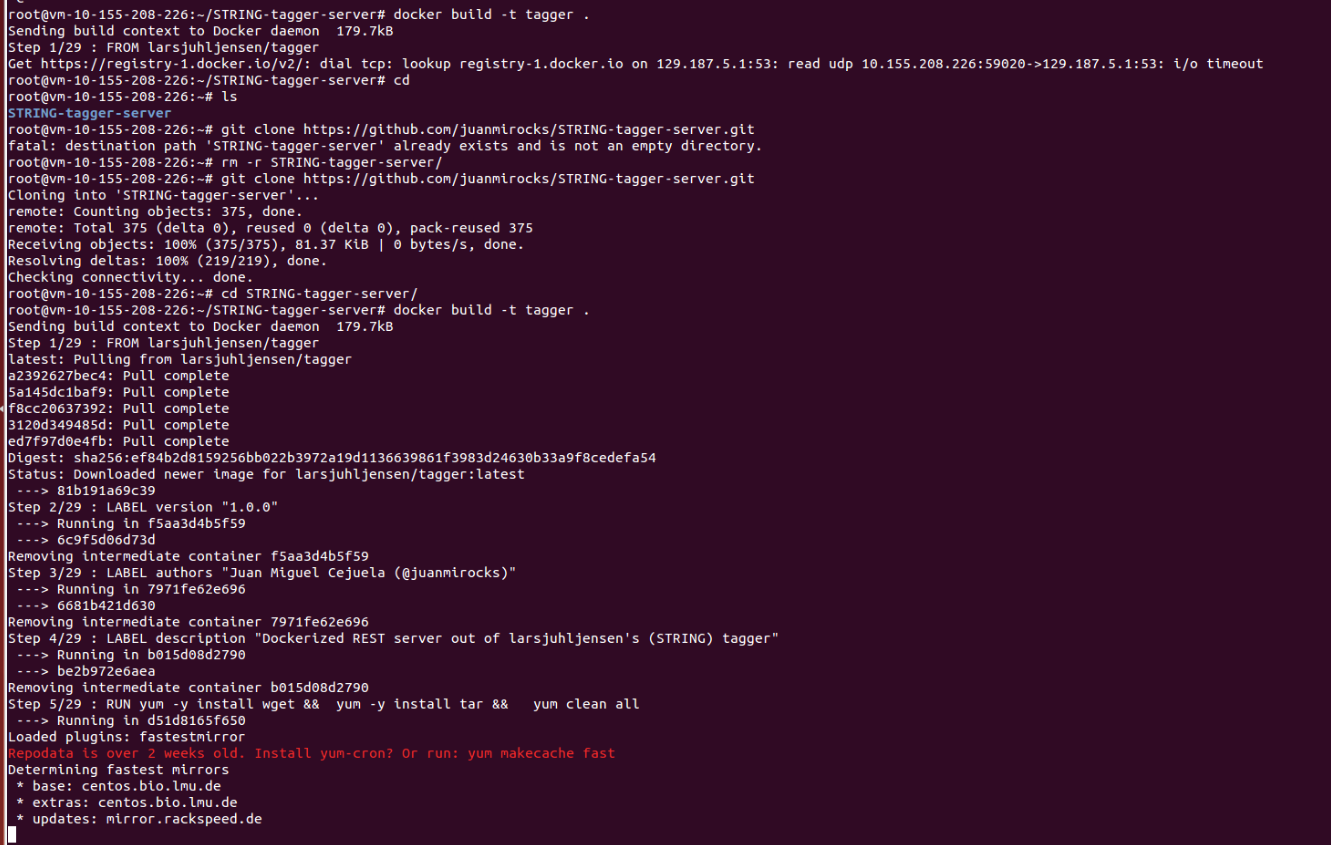 root@vm-10-155-208-226:~/STRING-tagger-server# docker build -t tagger .
Sending build context to Docker daemon  179.7kB
Step 1/29 : FROM larsjuhljensen/tagger
Get https://registry-1.docker.io/v2/: dial tcp: lookup registry-1.docker.io on 129.187.5.1:53: read udp 10.155.208.226:59020->129.187.5.1:53: i/o timeout
root@vm-10-155-208-226:~/STRING-tagger-server# cd
root@vm-10-155-208-226:~# ls
STRING-tagger-server
root@vm-10-155-208-226:~# git clone https://github.com/juanmirocks/STRING-tagger-server.git
fatal: destination path 'STRING-tagger-server' already exists and is not an empty directory.
root@vm-10-155-208-226:~# rm -r STRING-tagger-server/
root@vm-10-155-208-226:~# git clone https://github.com/juanmirocks/STRING-tagger-server.git
Cloning into 'STRING-tagger-server'...
remote: Counting objects: 375, done.
remote: Total 375 (delta 0), reused 0 (delta 0), pack-reused 375
Receiving objects: 100% (375/375), 81.37 KiB | 0 bytes/s, done.
Resolving deltas: 100% (219/219), done.
Checking connectivity... done.
root@vm-10-155-208-226:~# cd STRING-tagger-server/
root@vm-10-155-208-226:~/STRING-tagger-server# docker build -t tagger .
Sending build context to Docker daemon  179.7kB
Step 1/29 : FROM larsjuhljensen/tagger
latest: Pulling from larsjuhljensen/tagger
a2392627bec4: Pull complete
5a145dc1baf9: Pull complete
f8cc20637392: Pull complete
3120d349485d: Pull complete
ed7f97d0e4fb: Pull complete
Digest: sha256:ef84b2d8159256bb022b3972a19d1136639861f3983d24630b33a9f8cedefa54
Status: Downloaded newer image for larsjuhljensen/tagger:latest
 ---> 81b191a69c39
Step 2/29 : LABEL version "1.0.0"
 ---> Running in f5aa3d4b5f59
 ---> 6c9f5d06d73d
Removing intermediate container f5aa3d4b5f59
Step 3/29 : LABEL authors "Juan Miguel Cejuela (@juanmirocks)"
 ---> Running in 7971fe62e696
 ---> 6681b421d630
Removing intermediate container 7971fe62e696
Step 4/29 : LABEL description "Dockerized REST server out of larsjuhljensen's (STRING) tagger"
 ---> Running in b015d08d2790
 ---> be2b972e6aea
Removing intermediate container b015d08d2790
Step 5/29 : RUN yum -y install wget &&  yum -y install tar &&   yum clean all
 ---> Running in d51d8165f650
Loaded plugins: fastestmirror
Repodata is over 2 weeks old. Install yum-cron? Or run: yum makecache fast
Determining fastest mirrors
 * base: centos.bio.lmu.de
 * extras: centos.bio.lmu.de
 * updates: mirror.rackspeed.de